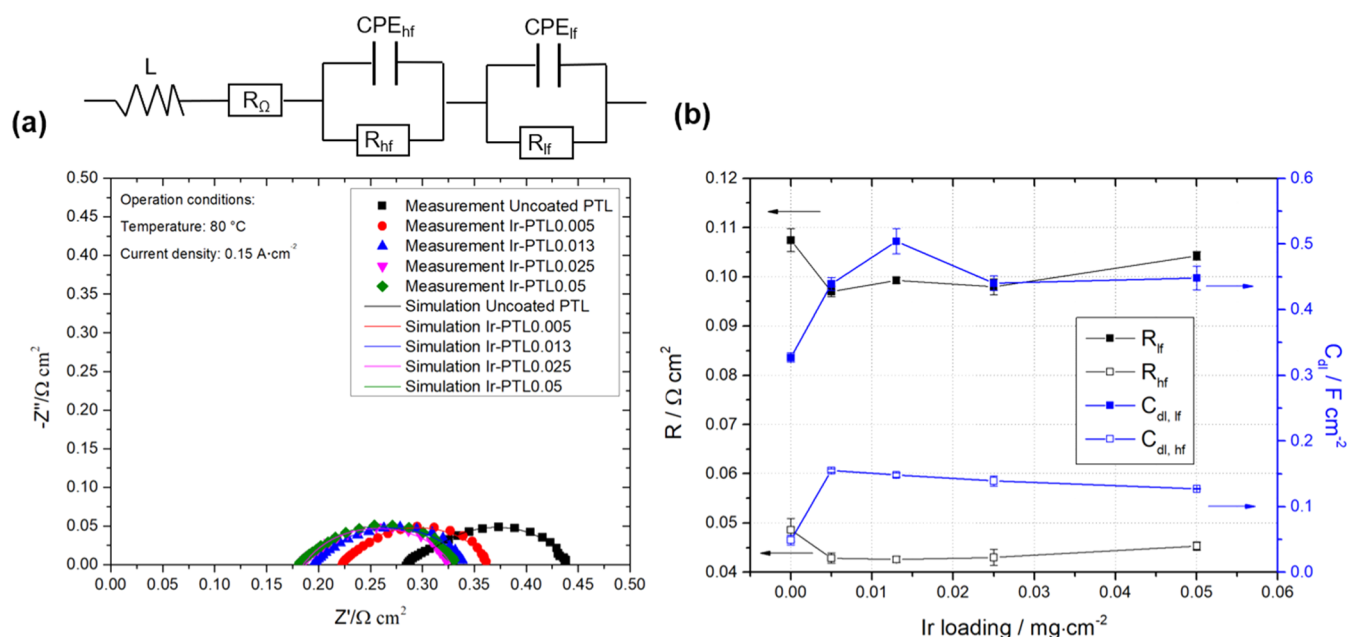 (a)
L
R_Ω
CPE_hf
R_hf
CPE_lf
R_lf
Operation conditions:
Temperature: 80 °C
Current density: 0.15 A·cm⁻²
Measurement Uncoated PTL
Measurement Ir-PTL0.005
Measurement Ir-PTL0.013
Measurement Ir-PTL0.025
Measurement Ir-PTL0.05
Simulation Uncoated PTL
Simulation Ir-PTL0.005
Simulation Ir-PTL0.013
Simulation Ir-PTL0.025
Simulation Ir-PTL0.05
-Z''/Ω cm²
0.50
0.45
0.40
0.35
0.30
0.25
0.20
0.15
0.10
0.05
0.00
0.00 0.05 0.10 0.15 0.20 0.25 0.30 0.35 0.40 0.45 0.50
Z'/Ω cm²
(b)
R / Ω cm²
0.12
0.11
0.10
0.09
0.08
0.07
0.06
0.05
0.04
R_lf
R_hf
C_dl, lf
C_dl, hf
0.6
0.5
0.4
0.3
0.2
0.1
0.0
C_dl / F cm⁻²
0.00 0.01 0.02 0.03 0.04 0.05 0.06
Ir loading / mg·cm⁻²